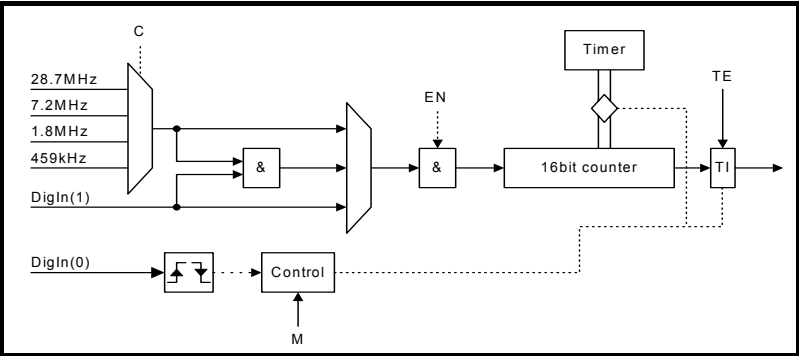 C
Timer
28.7MHz
TE
7.2MHz
EN
1.8MHz
459kHz
&
&
16bit counter
TI
DigIn(1)
DigIn(0)
Control
M